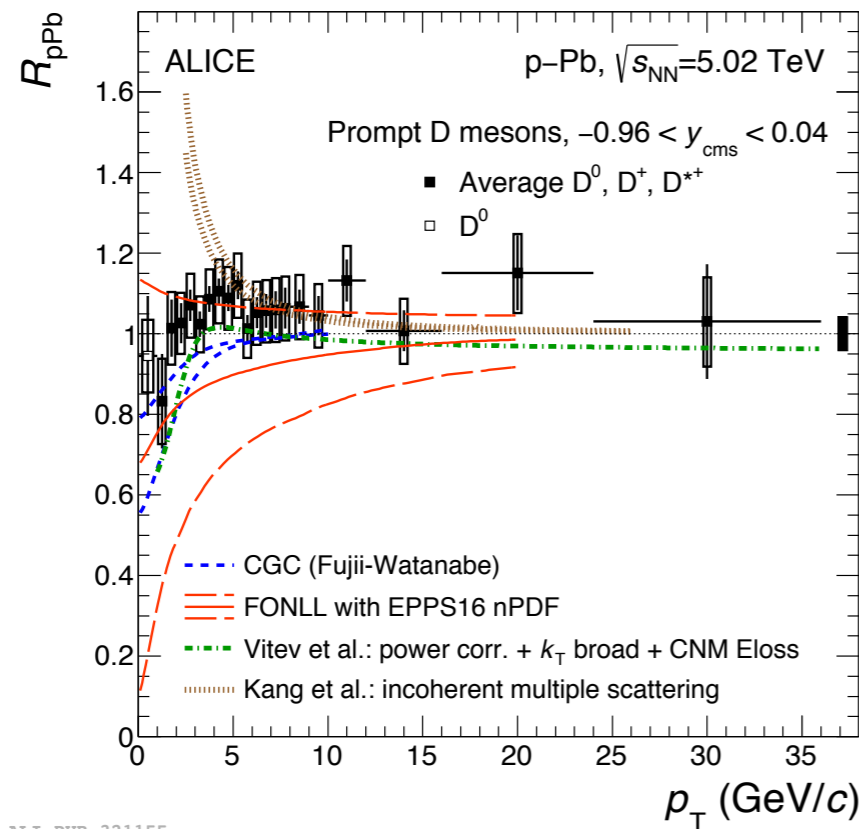 R_pPb
ALICE
p−Pb, √s_NN=5.02 TeV
Prompt D mesons, −0.96 < y_cms < 0.04
Average D⁰, D⁺, D*⁺
D⁰
1.6
1.4
1.2
1
0.8
0.6
0.4
0.2
0
CGC (Fujii-Watanabe)
FONLL with EPPS16 nPDF
Vitev et al.: power corr. + k_T broad + CNM Eloss
Kang et al.: incoherent multiple scattering
0 5 10 15 20 25 30 35
p_T (GeV/c)